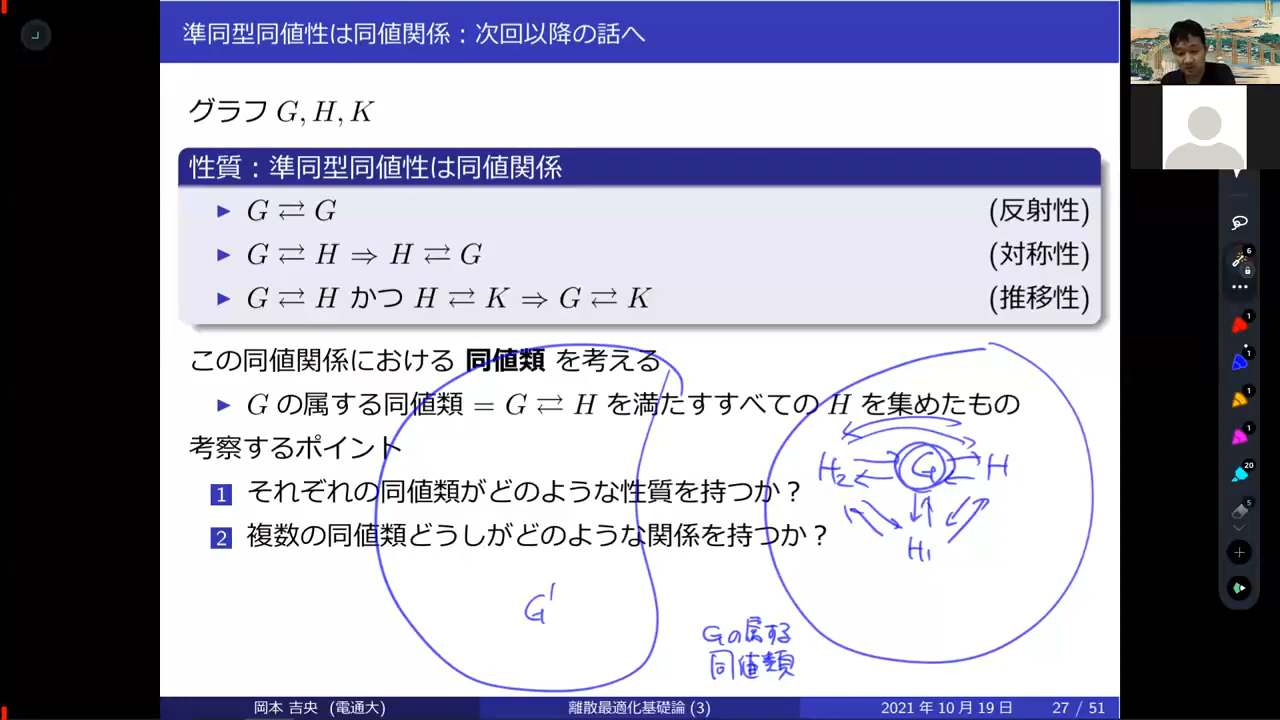 準同型同値性は同値関係：次回以降の話へ
グラフ G, H, K
性質：準同型同値性は同値関係
▶ G ⇄ G (反射性)
▶ G ⇄ H ⇒ H ⇄ G (対称性)
▶ G ⇄ H かつ H ⇄ K ⇒ G ⇄ K (推移性)
この同値関係における 同値類 を考える
▶ G の属する同値類 = G ⇄ H を満たすすべての H を集めたもの
考察するポイント
1 それぞれの同値類がどのような性質を持つか？
2 複数の同値類どうしがどのような関係を持つか？
H₂ G H
H₁
G'
Gの属する
同値類
岡本 吉央 (電通大) 離散最適化基礎論 (3) 2021 年 10 月 19 日 27 / 51
6
1
1
1
1
20
5